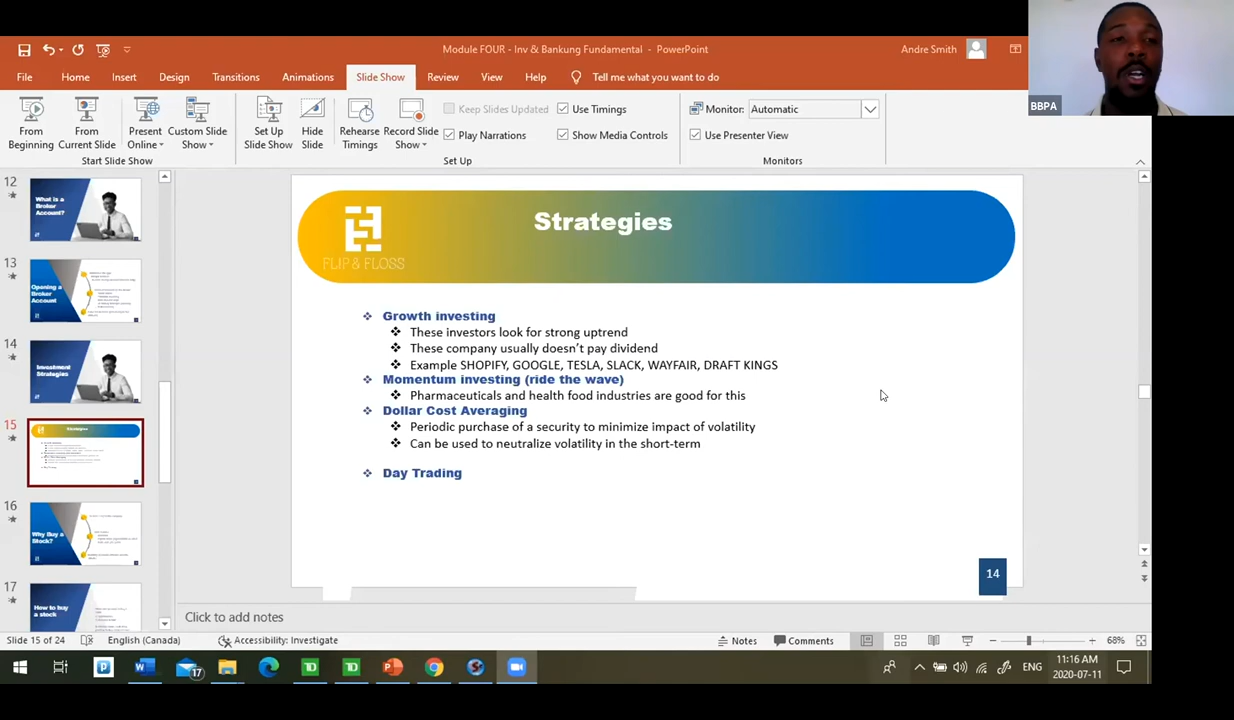 Module FOUR - Inv & Bankung Fundamental - PowerPoint
Andre Smith
BBPA
File Home Insert Design Transitions Animations Slide Show Review View Help Tell me what you want to do
From Beginning
From Current Slide
Present Online
Custom Slide Show
Start Slide Show
Set Up Slide Show
Hide Slide
Rehearse Timings
Record Slide Show
Keep Slides Updated
Play Narrations
Use Timings
Show Media Controls
Set Up
Monitor: Automatic
Use Presenter View
Monitors
12
What is a
Broker
Account?
13
Opening a
Broker
Account
14
Investment
Strategies
15
Strategies
16
Why Buy a
Stock?
17
How to buy
a stock
Strategies
FLIP & FLOSS
Growth investing
These investors look for strong uptrend
These company usually doesn't pay dividend
Example SHOPIFY, GOOGLE, TESLA, SLACK, WAYFAIR, DRAFT KINGS
Momentum investing (ride the wave)
Pharmaceuticals and health food industries are good for this
Dollar Cost Averaging
Periodic purchase of a security to minimize impact of volatility
Can be used to neutralize volatility in the short-term
Day Trading
14
Click to add notes
Slide 15 of 24 English (Canada) Accessibility: Investigate Notes Comments 68%
17
ENG
11:16 AM
2020-07-11